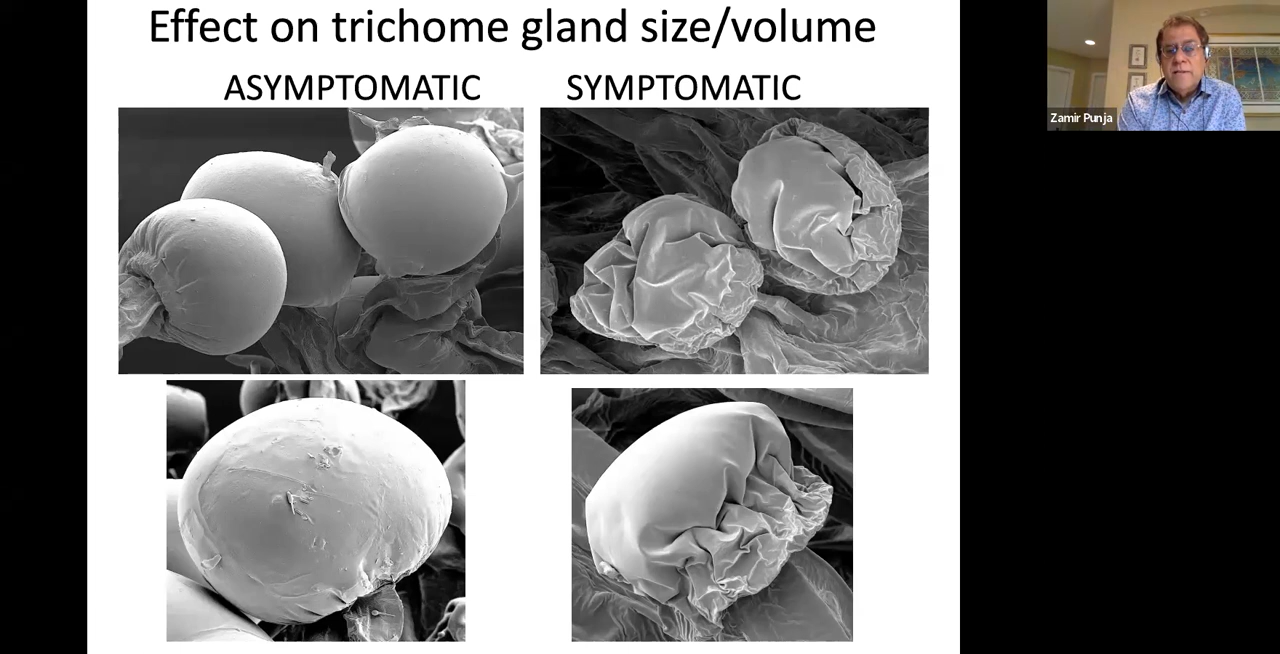 Effect on trichome gland size/volume
ASYMPTOMATIC SYMPTOMATIC
Zamir Punja